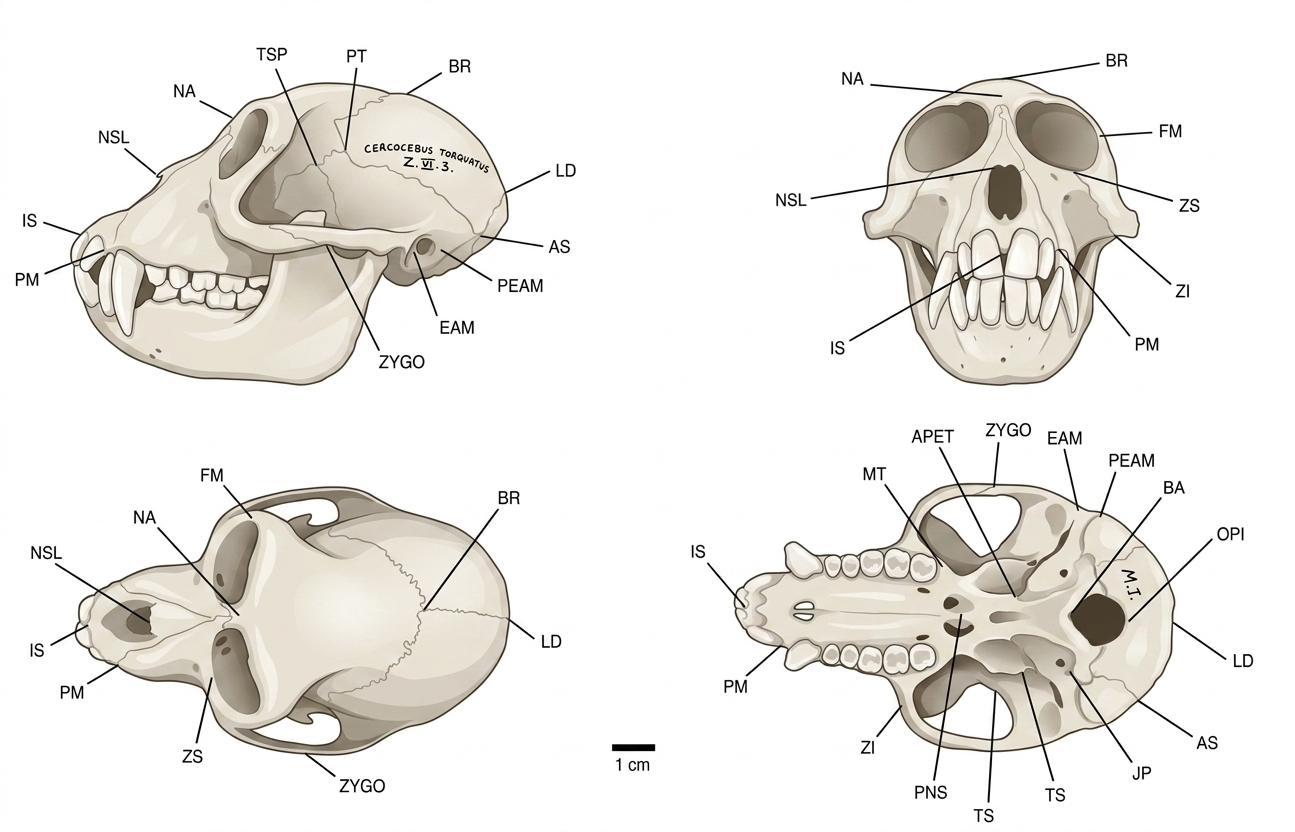 TSP
PT
BR
NA
NSL
IS
PM
CERCOCEBUS TORQUATUS
Z.VI.3.
LD
AS
PEAM
EAM
ZYGO
NA
BR
FM
NSL
ZS
ZI
IS
PM
FM
NA
BR
NSL
IS
PM
ZS
LD
ZYGO
1 cm
APET
ZYGO
EAM
MT
PEAM
BA
OPI
IS
M.I.
PM
LD
ZI
AS
JP
PNS
TS
TS